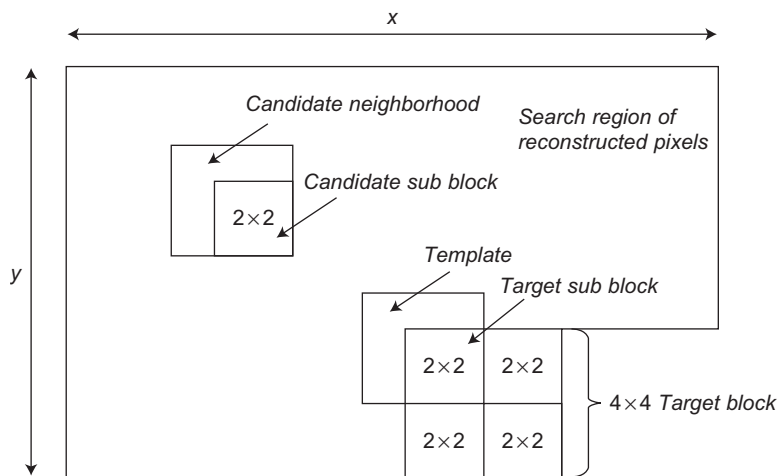 x
Candidate neighborhood
Search region of
reconstructed pixels
Candidate sub block
2×2
y
Template
Target sub block
2×2 2×2
4×4 Target block
2×2 2×2